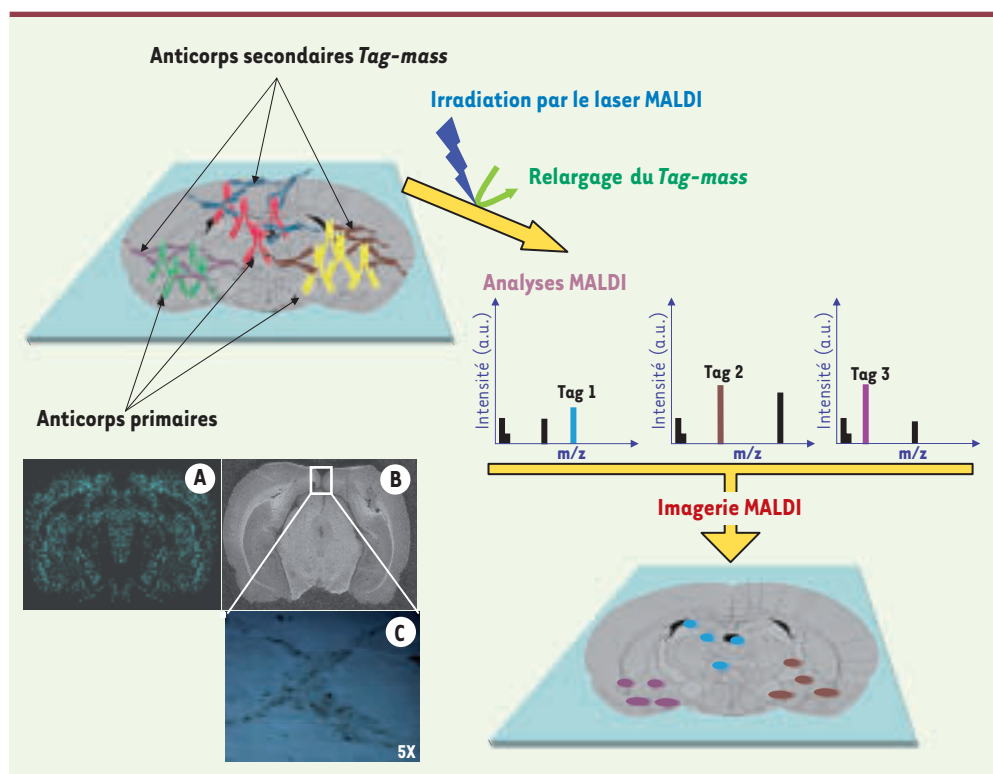 Anticorps secondaires Tag-mass
Irradiation par le laser MALDI
Relargage du Tag-mass
Analyses MALDI
Intensité (a.u.)
Tag 1
m/z
Intensité (a.u.)
Tag 2
m/z
Intensité (a.u.)
Tag 3
m/z
Anticorps primaires
A
B
C
5X
Imagerie MALDI